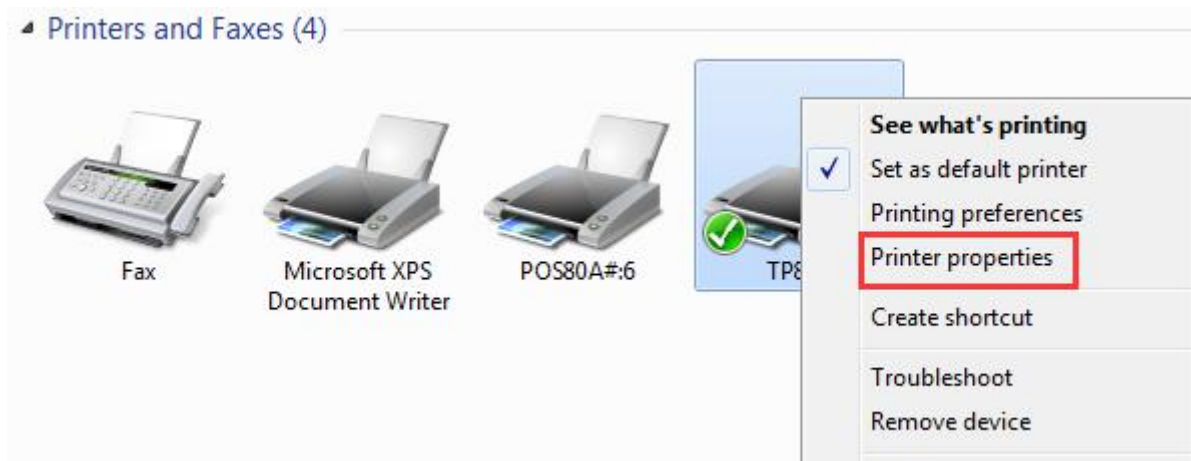 Printers and Faxes (4)
Fax
Microsoft XPS
Document Writer
POS80A#:6
See what's printing
Set as default printer
Printing preferences
Printer properties
Create shortcut
Troubleshoot
Remove device